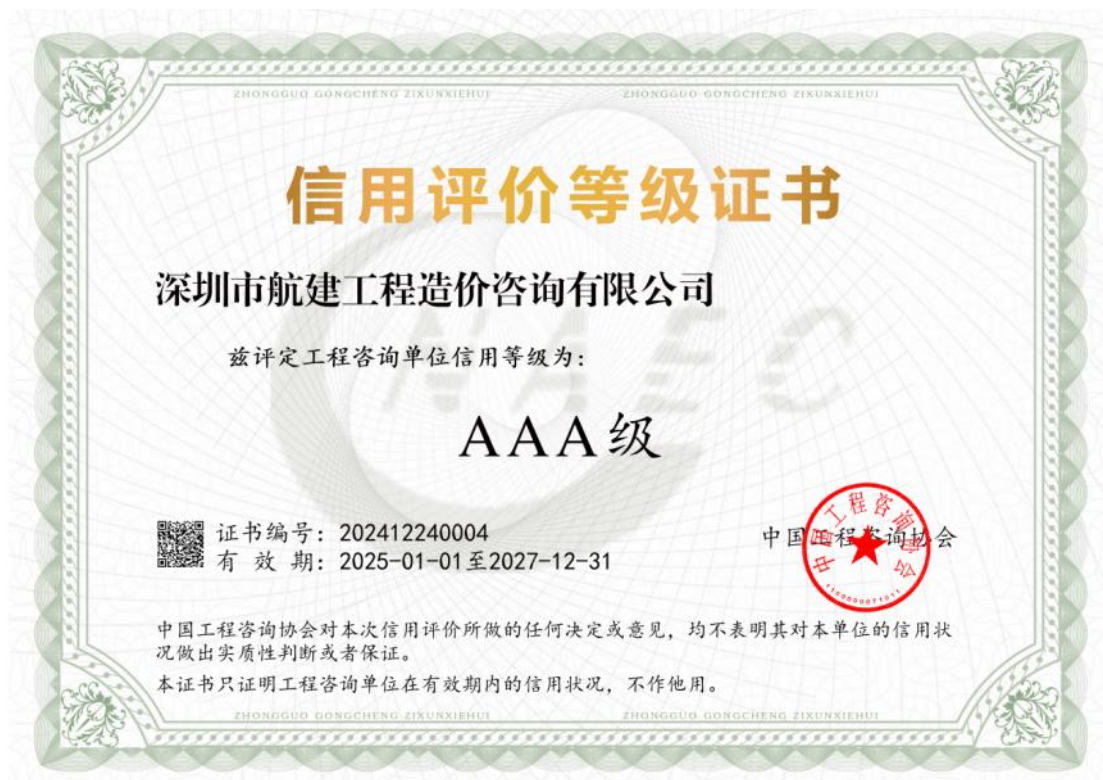 ZHONGGUO GONGCHENG ZIXUNXIEHUI ZHONGGUO GONGCHENG ZIXUNXIEHUI
信用评价等级证书
深圳市航建工程造价咨询有限公司
兹评定工程咨询单位信用等级为：
CNAEC
AAA级
证书编号：202412240004
有 效 期：2025-01-01至2027-12-31
中国工程咨询协会
中国工程咨询协会
中国工程咨询协会对本次信用评价所做的任何决定或意见，均不表明其对本单位的信用状
况做出实质性判断或者保证。
本证书只证明工程咨询单位在有效期内的信用状况，不作他用。
ZHONGGUO GONGCHENG ZIXUNXIEHUI ZHONGGUO GONGCHENG ZIXUNXIEHUI